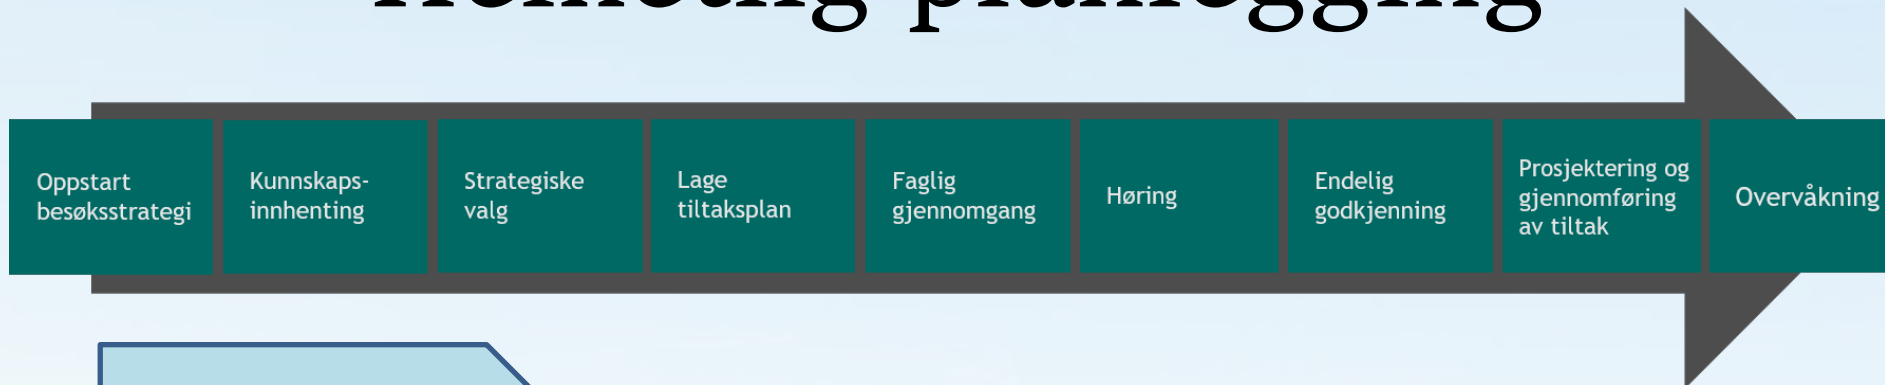 planlegging
Oppstart
besøksstrategi
Kunnskaps-
innhenting
Strategiske
valg
Lage
tiltaksplan
Faglig
gjennomgang
Høring
Endelig
godkjenning
Prosjektering og
gjennomføring
av tiltak
Overvåkning